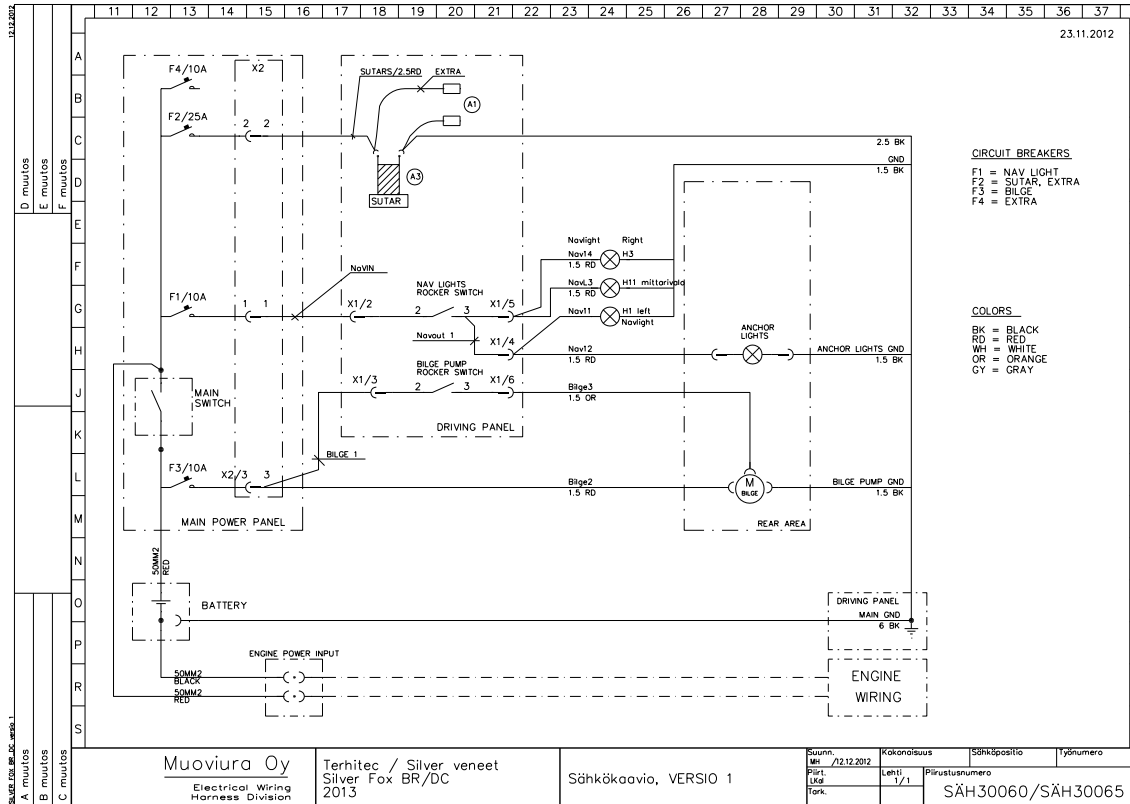 11 12 13 14 15 16 17 18 19 20 21 22 23 24 25 26 27 28 29 30 31 32 33 34 35 36 37
12.12.2012
23.11.2012
A
B
C
D
E
F
G
H
J
K
L
M
N
O
P
R
S
D muutos
E muutos
F muutos
A muutos
B muutos
C muutos
F4/10A
X2
F2/25A
2 2
SUTARS/2.5RD
EXTRA
A1
A3
SUTAR
2.5 BK
GND
1.5 BK
CIRCUIT BREAKERS
F1 = NAV LIGHT
F2 = SUTAR, EXTRA
F3 = BILGE
F4 = EXTRA
Navlight Right
Nav14 H3
1.5 RD
NaVIN
NavL3 H11 mittarivalo
1.5 RD
F1/10A
1 1
X1/2
NAV LIGHTS
ROCKER SWITCH
2 3
X1/5
Nav11 H1 left
Navlight
Navout 1
X1/4
Nav12
1.5 RD
ANCHOR
LIGHTS
ANCHOR LIGHTS GND
1.5 BK
COLORS
BK = BLACK
RD = RED
WH = WHITE
OR = ORANGE
GY = GRAY
BILGE PUMP
ROCKER SWITCH
X1/3
2 3
X1/6
Bilge3
1.5 OR
MAIN
SWITCH
DRIVING PANEL
BILGE 1
F3/10A
X2/3 3
Bilge2
1.5 RD
M
BILGE
BILGE PUMP GND
1.5 BK
MAIN POWER PANEL
REAR AREA
50MM2
RED
BATTERY
DRIVING PANEL
MAIN GND
6 BK
ENGINE POWER INPUT
50MM2
BLACK
50MM2
RED
ENGINE
WIRING
SILVER FOX BR_DC versio 1
Muoviura Oy
Electrical Wiring
Harness Division
Terhitec / Silver veneet
Silver Fox BR/DC
2013
Sähkökaavio, VERSIO 1
Suunn.
MH /12.12.2012
Kokonaisuus
Sähköpositio
Työnumero
Piirt.
LKol
Lehti
1/1
Piirustusnumero
SÄH30060/SÄH30065
Tark.